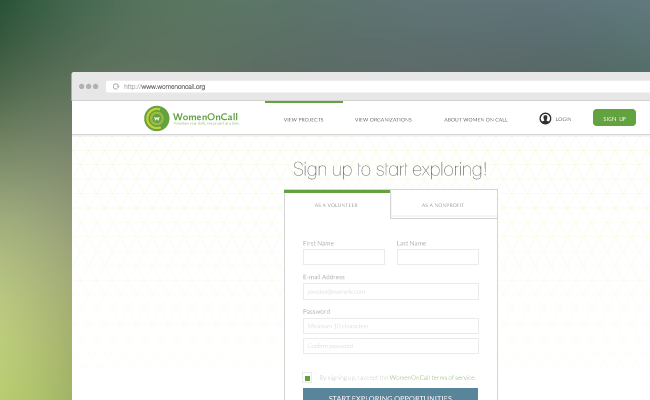 http://www.womenoncall.org
WomenOnCall
VIEW PROJECTS
VIEW ORGANIZATIONS
ABOUT WOMEN ON CALL
LOGIN
SIGN UP
Sign up to start exploring!
AS A VOLUNTEER
AS A NONPROFIT
First Name
Last Name
E-mail Address
Password
Minimum 10 characters
Confirm password
By signing up, I accept the WomenOnCall terms of service.
START EXPLORING OPPORTUNITIES